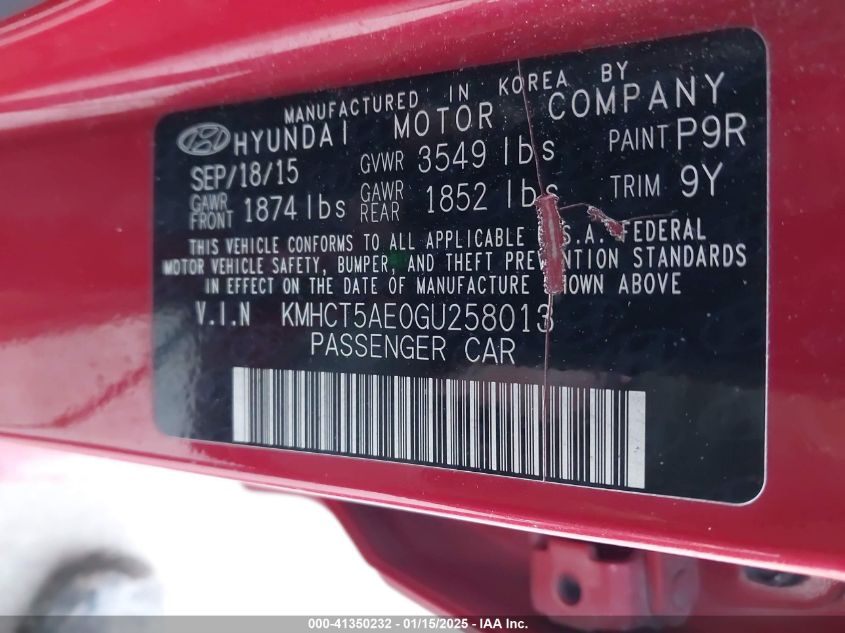 MANUFACTURED IN KOREA BY
HYUNDAI MOTOR COMPANY
SEP/18/15 GVWR 3549 lbs PAINT P9R
GAWR FRONT 1874 lbs GAWR REAR 1852 lbs TRIM 9Y
THIS VEHICLE CONFORMS TO ALL APPLICABLE U.S.A. FEDERAL
MOTOR VEHICLE SAFETY, BUMPER, AND THEFT PREVENTION STANDARDS
IN EFFECT ON THE DATE OF MANUFACTURE SHOWN ABOVE
V.I.N KMHCT5AE0GU258013
PASSENGER CAR
000-41350232 - 01/15/2025 - IAA, Inc.